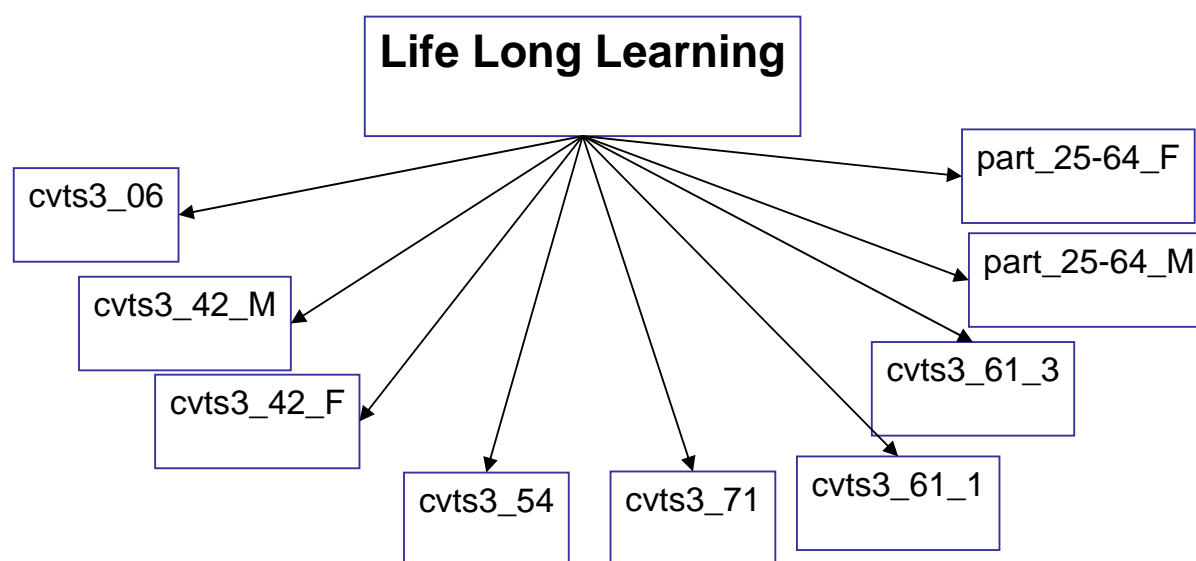 Life Long Learning
part_25-64_F
cvts3_06
part_25-64_M
cvts3_42_M
cvts3_61_3
cvts3_42_F
cvts3_54
cvts3_71
cvts3_61_1